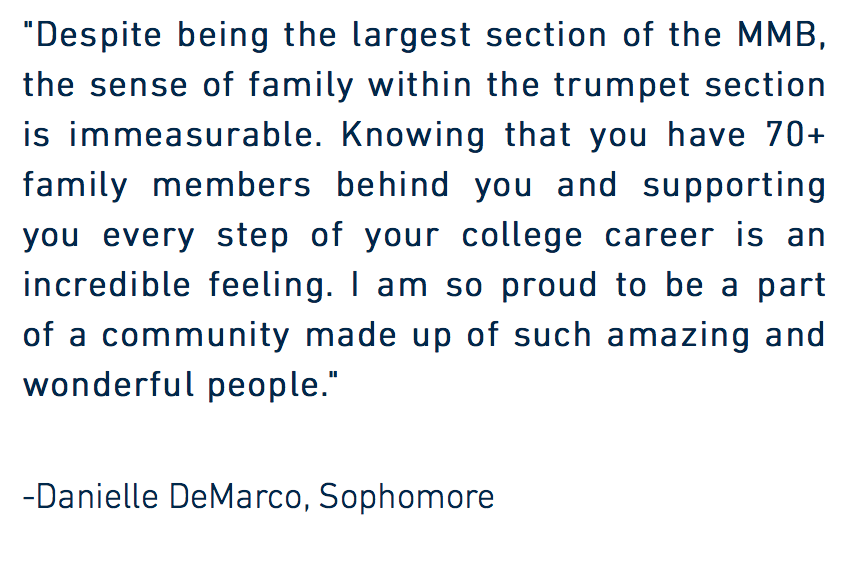 "Despite being the largest section of the MMB,
the sense of family within the trumpet section
is immeasurable. Knowing that you have 70+
family members behind you and supporting
you every step of your college career is an
incredible feeling. I am so proud to be a part
of a community made up of such amazing and
wonderful people."
-Danielle DeMarco, Sophomore